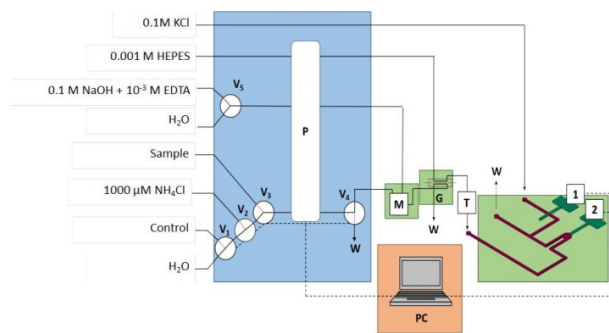 0.1M KCl
0.001 M HEPES
0.1 M NaOH + 10⁻³ M EDTA
H₂O
Sample
1000 µM NH₄Cl
Control
H₂O
V₅
V₃
V₂
V₁
P
V₄
W
M
G
W
T
W
1
2
PC